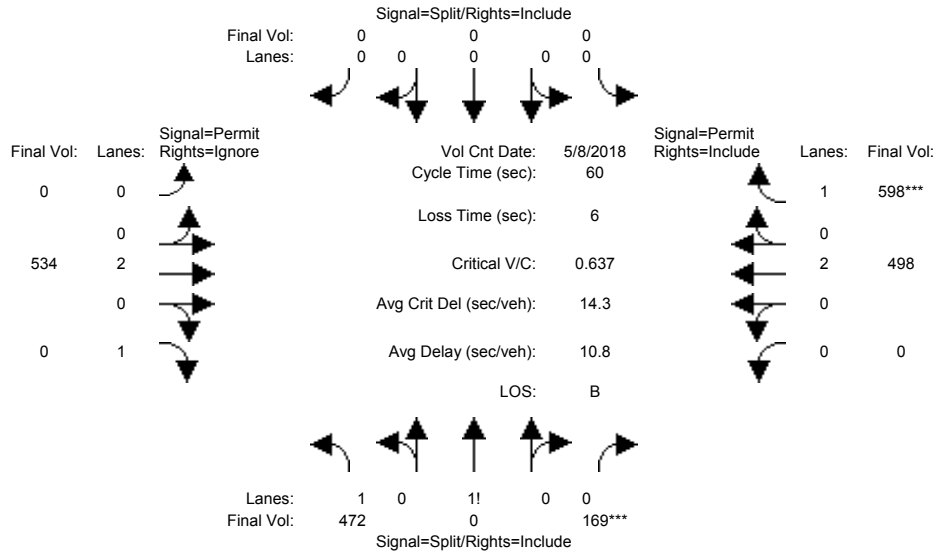 Signal=Split/Rights=Include
Final Vol: 0 0 0
Lanes: 0 0 0 0 0
Signal=Permit
Final Vol: Lanes: Rights=Ignore
Vol Cnt Date: 5/8/2018
Signal=Permit
Rights=Include Lanes: Final Vol:
Cycle Time (sec): 60
0 0
1 598***
Loss Time (sec): 6
0
0
534 2
Critical V/C: 0.637
2 498
0
Avg Crit Del (sec/veh): 14.3
0
0 1
Avg Delay (sec/veh): 10.8
0 0
LOS: B
Lanes: 1 0 1! 0 0
Final Vol: 472 0 169***
Signal=Split/Rights=Include